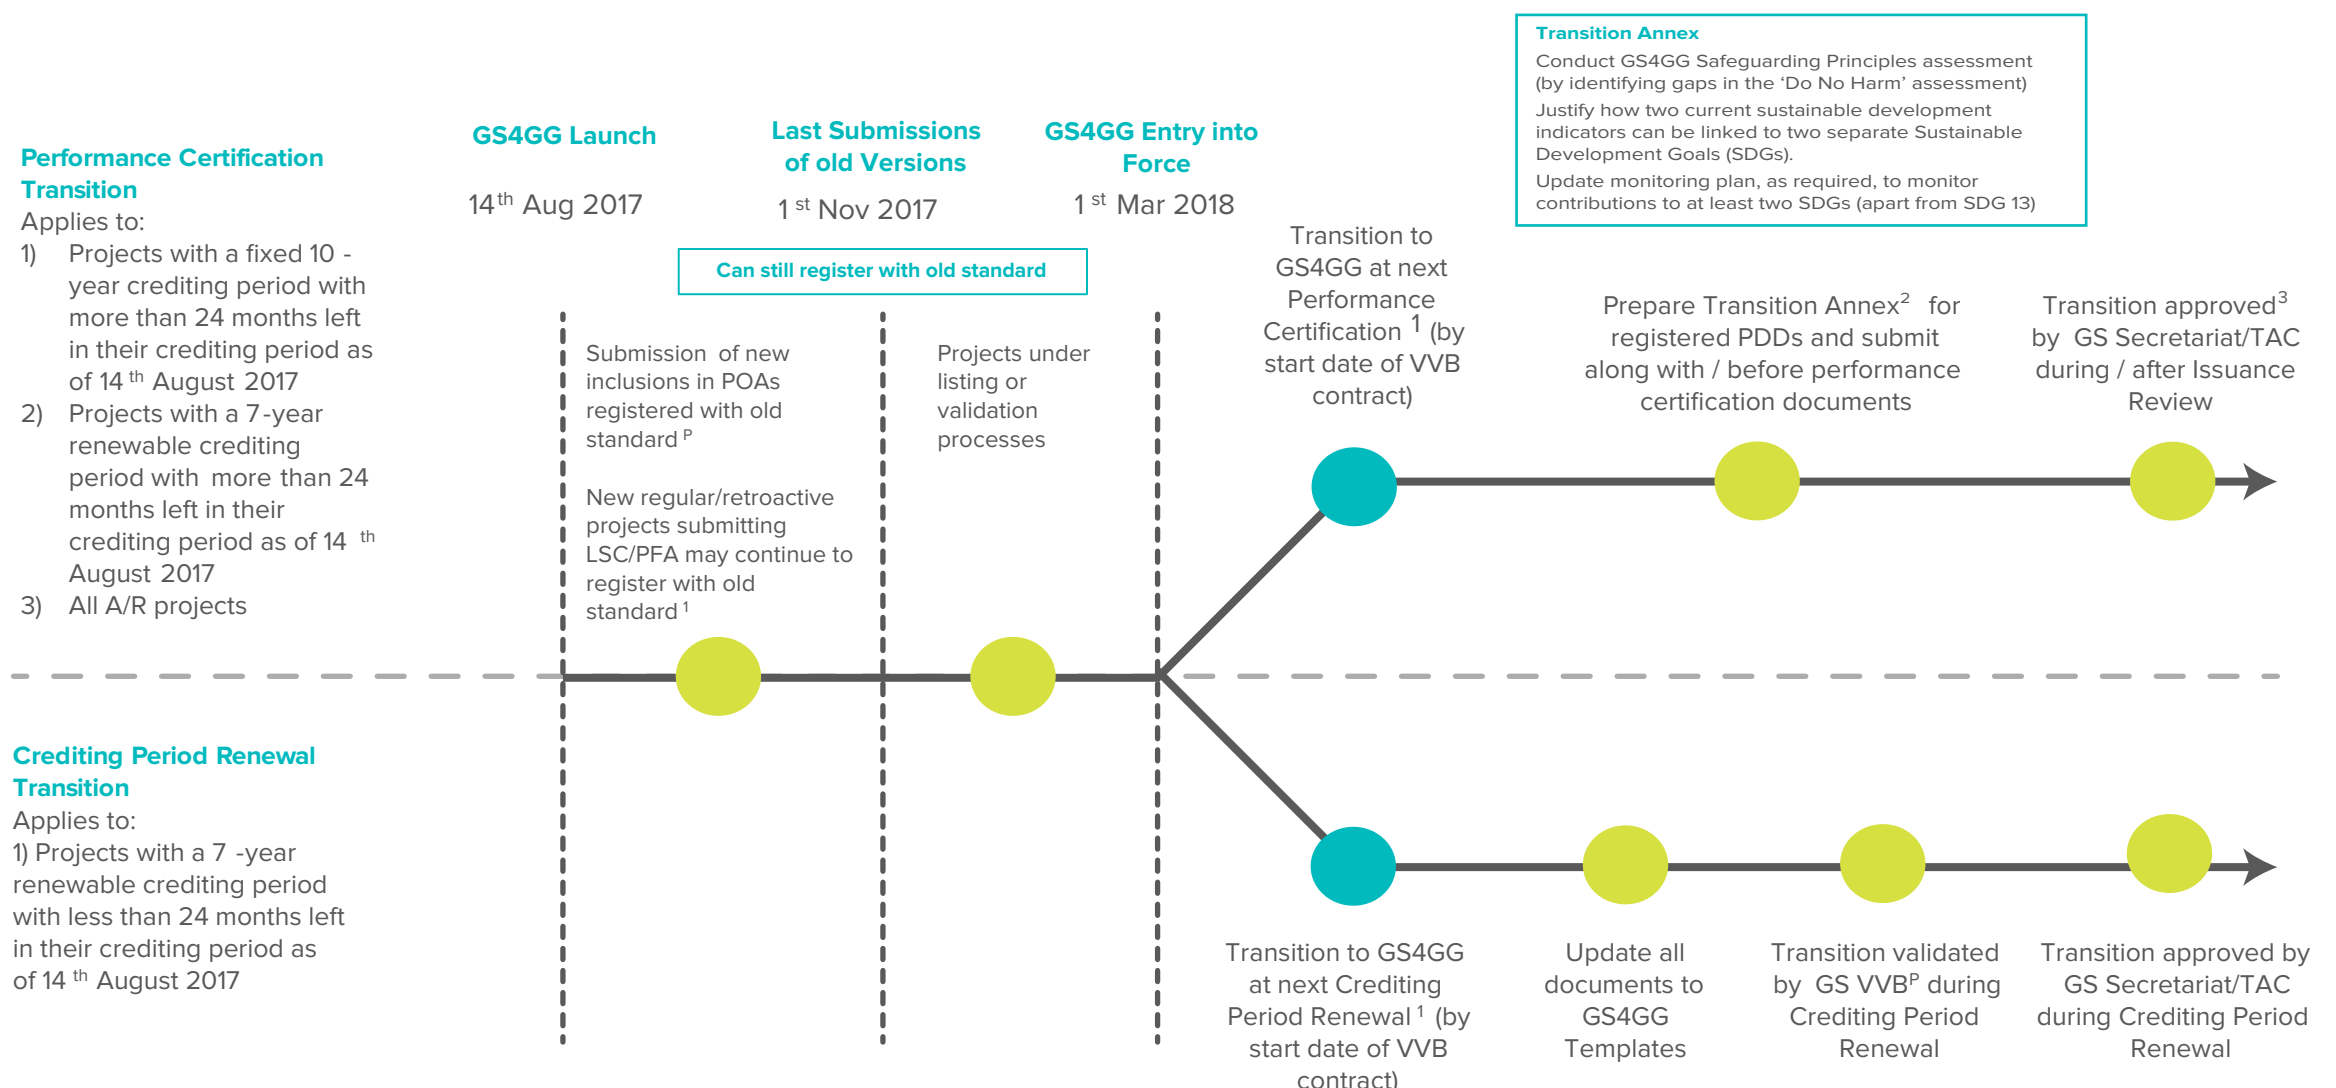 Transition Annex
Conduct GS4GG Safeguarding Principles assessment
(by identifying gaps in the ‘Do No Harm’ assessment)
Justify how two current sustainable development
indicators can be linked to two separate Sustainable
Development Goals (SDGs).
Update monitoring plan, as required, to monitor
contributions to at least two SDGs (apart from SDG 13)
Performance Certification
Transition
Applies to:
1) Projects with a fixed 10 -
year crediting period with
more than 24 months left
in their crediting period as
of 14 th August 2017
2) Projects with a 7-year
renewable crediting
period with more than 24
months left in their
crediting period as of 14 th
August 2017
3) All A/R projects
GS4GG Launch
14th Aug 2017
Last Submissions
of old Versions
1 st Nov 2017
GS4GG Entry into
Force
1 st Mar 2018
Can still register with old standard
Submission of new
inclusions in POAs
registered with old
standard P
New regular/retroactive
projects submitting
LSC/PFA may continue to
register with old
standard 1
Projects under
listing or
validation
processes
Transition to
GS4GG at next
Performance
Certification 1 (by
start date of VVB
contract)
Prepare Transition Annex2 for
registered PDDs and submit
along with / before performance
certification documents
Transition approved3
by GS Secretariat/TAC
during / after Issuance
Review
Crediting Period Renewal
Transition
Applies to:
1) Projects with a 7 -year
renewable crediting period
with less than 24 months left
in their crediting period as
of 14 th August 2017
Transition to GS4GG
at next Crediting
Period Renewal 1 (by
start date of VVB
contract)
Update all
documents to
GS4GG
Templates
Transition validated
by GS VVBP during
Crediting Period
Renewal
Transition approved by
GS Secretariat/TAC
during Crediting Period
Renewal